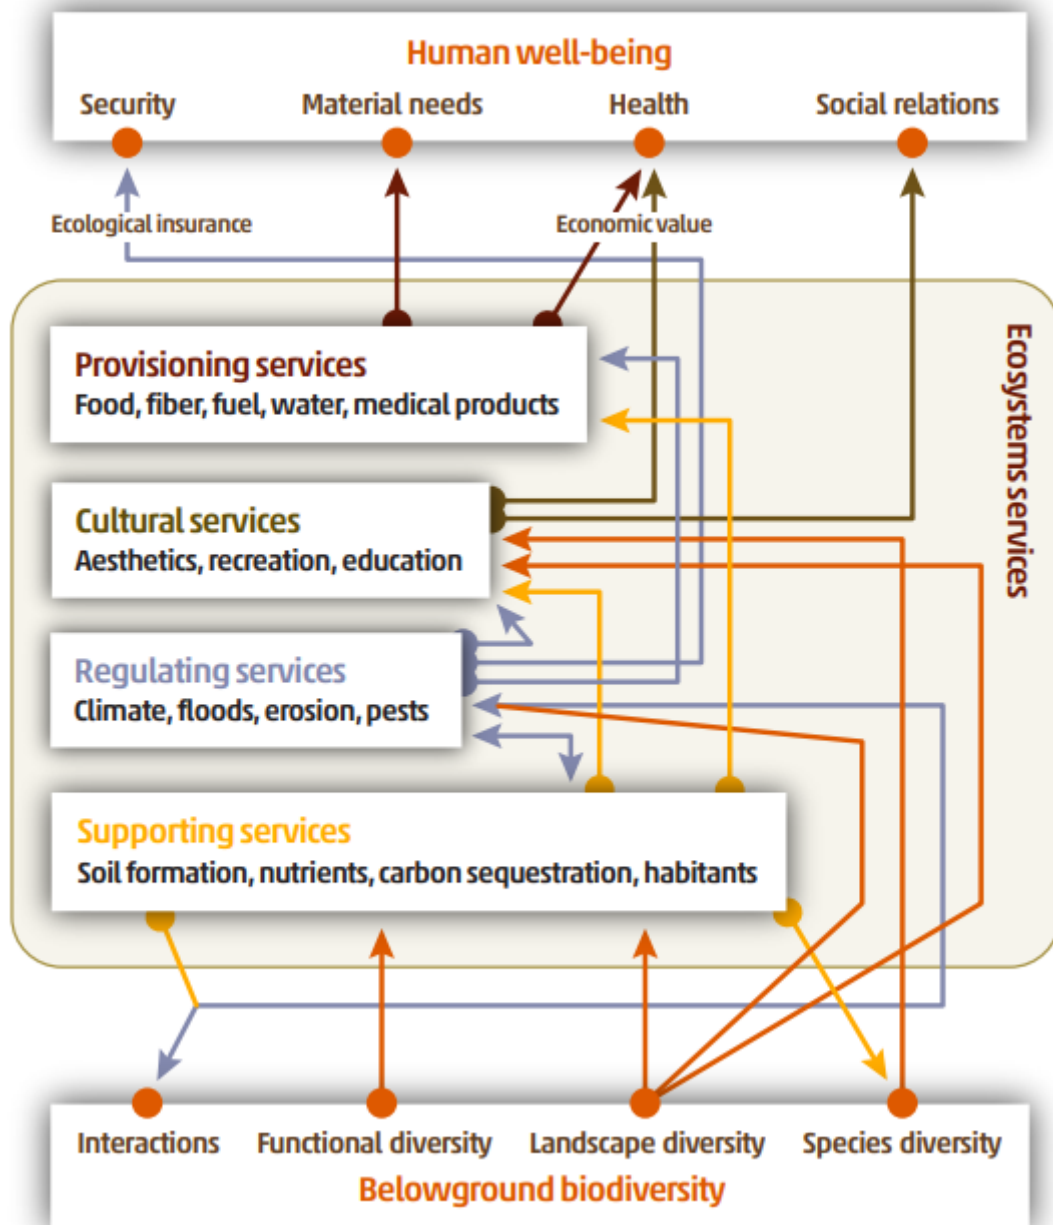 Human well-being
Security
Material needs
Health
Social relations
Ecological insurance
Economic value
Ecosystems services
Provisioning services
Food, fiber, fuel, water, medical products
Cultural services
Aesthetics, recreation, education
Regulating services
Climate, floods, erosion, pests
Supporting services
Soil formation, nutrients, carbon sequestration, habitants
Interactions
Functional diversity
Landscape diversity
Species diversity
Belowground biodiversity